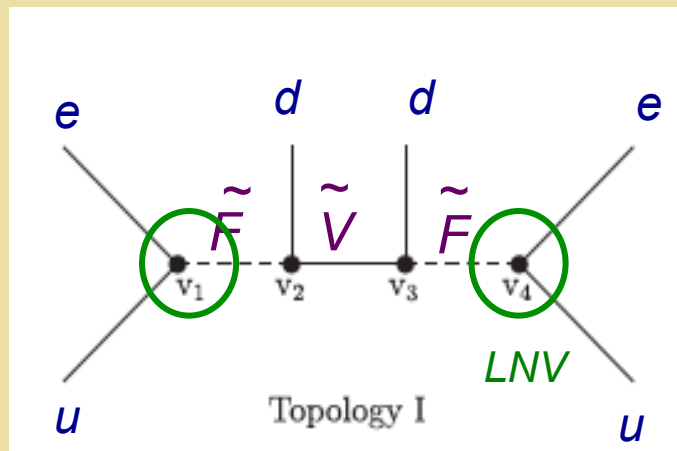 e d d e
F̃ Ṽ F̃
v₁ v₂ v₃ v₄
LNV
u Topology I u